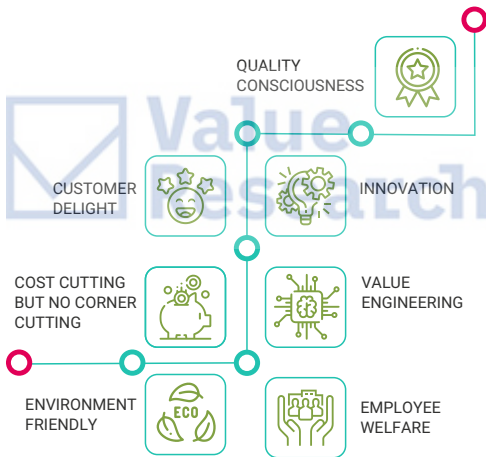 QUALITY
CONSCIOUSNESS
Value
Research
CUSTOMER
DELIGHT
INNOVATION
COST CUTTING
BUT NO CORNER
CUTTING
VALUE
ENGINEERING
ECO
ENVIRONMENT
FRIENDLY
EMPLOYEE
WELFARE